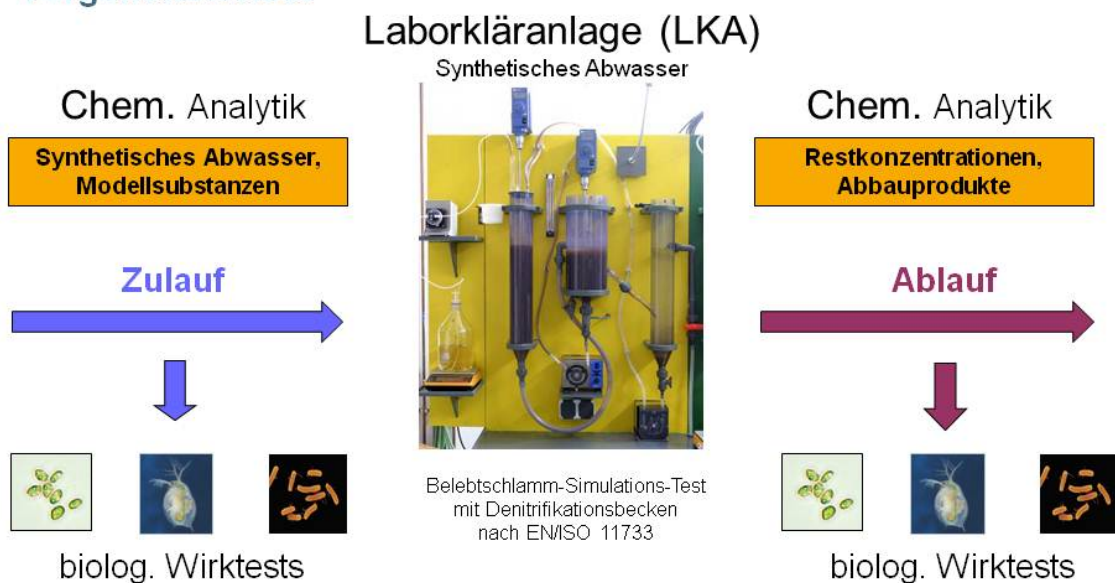 Laborkläranlage (LKA)
Synthetisches Abwasser
Chem. Analytik
Synthetisches Abwasser,
Modellsubstanzen
Zulauf
biolog. Wirktests
Belebtschlamm-Simulations-Test
mit Denitrifikationsbecken
nach EN/ISO 11733
Chem. Analytik
Restkonzentrationen,
Abbauprodukte
Ablauf
biolog. Wirktests